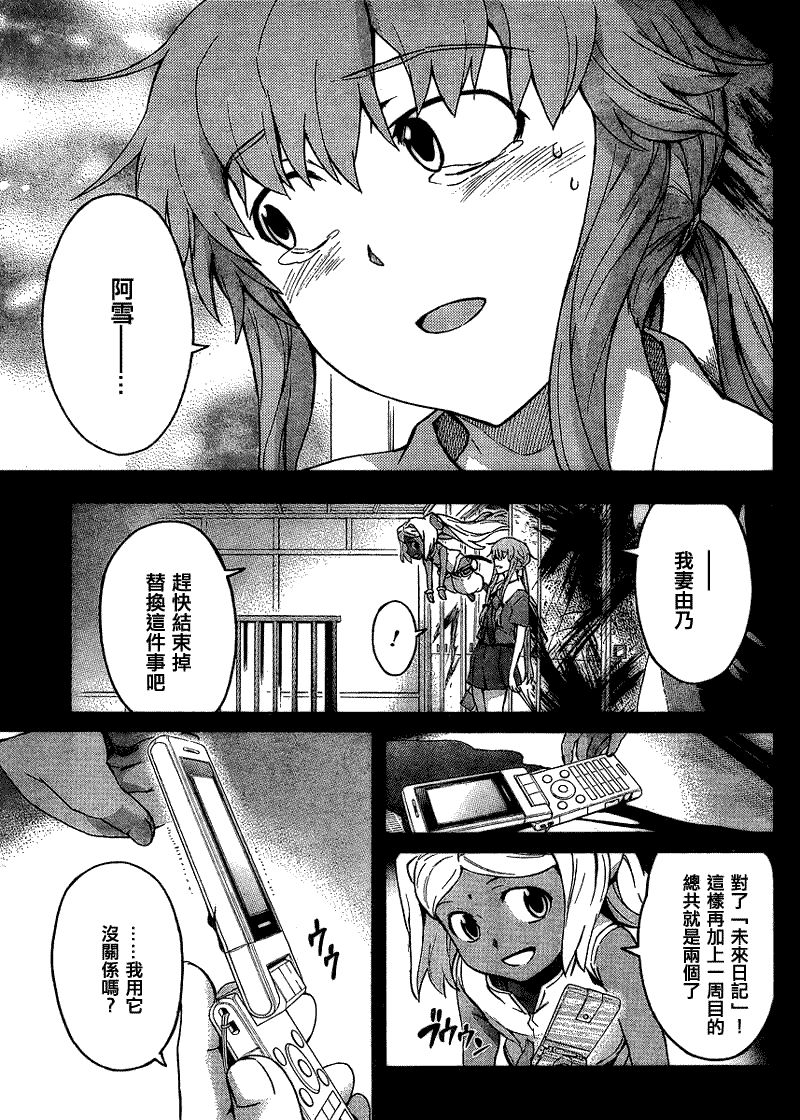 阿雪——…
——
我妻由乃
！
趕快結束掉
替換這件事吧
對了「未來日記」！
這樣再加上一周目的
總共就是兩個了
ブウウン
ウウ
……我用它
沒關係嗎？